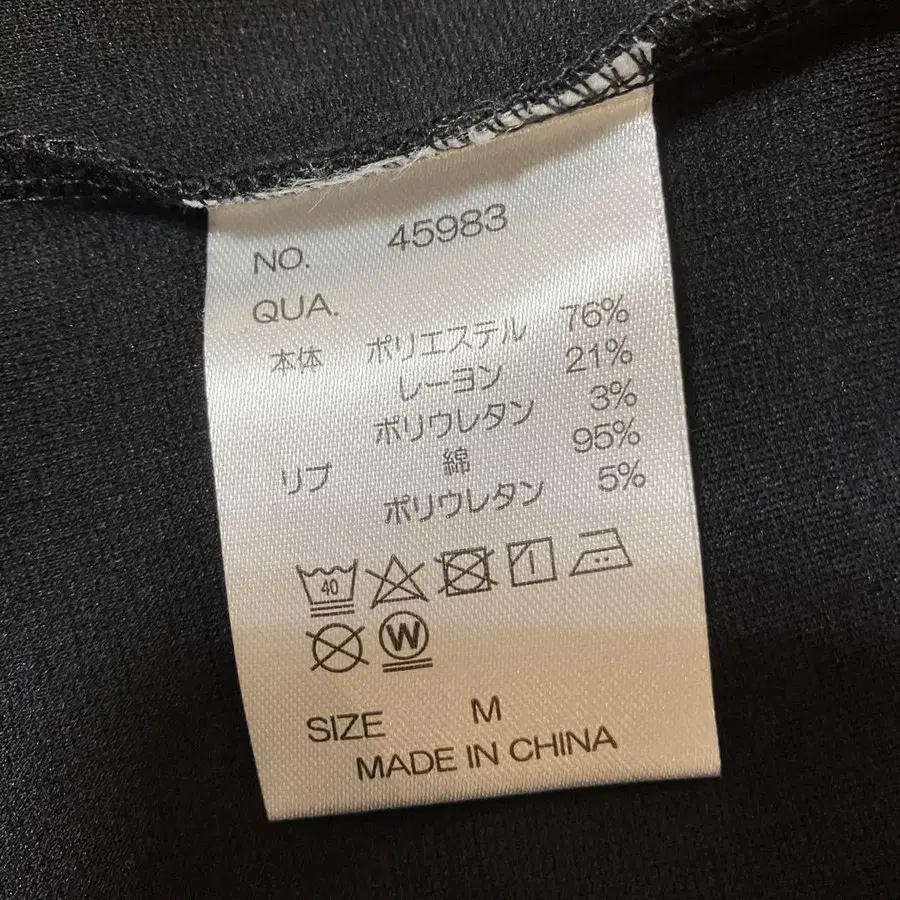 NO. 45983
QUA.
本体 ポリエステル 76%
レーヨン 21%
ポリウレタン 3%
リブ 綿 95%
ポリウレタン 5%
40
W
SIZE M
MADE IN CHINA